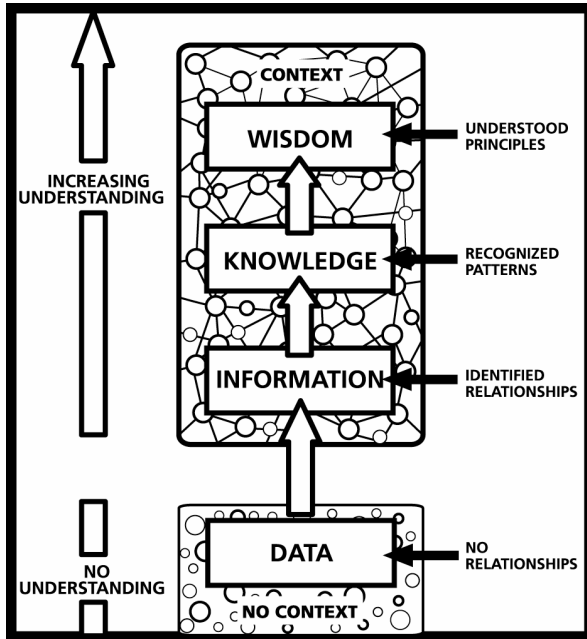 CONTEXT
WISDOM
UNDERSTOOD
PRINCIPLES
INCREASING
UNDERSTANDING
KNOWLEDGE
RECOGNIZED
PATTERNS
INFORMATION
IDENTIFIED
RELATIONSHIPS
DATA
NO
RELATIONSHIPS
NO
UNDERSTANDING
NO CONTEXT